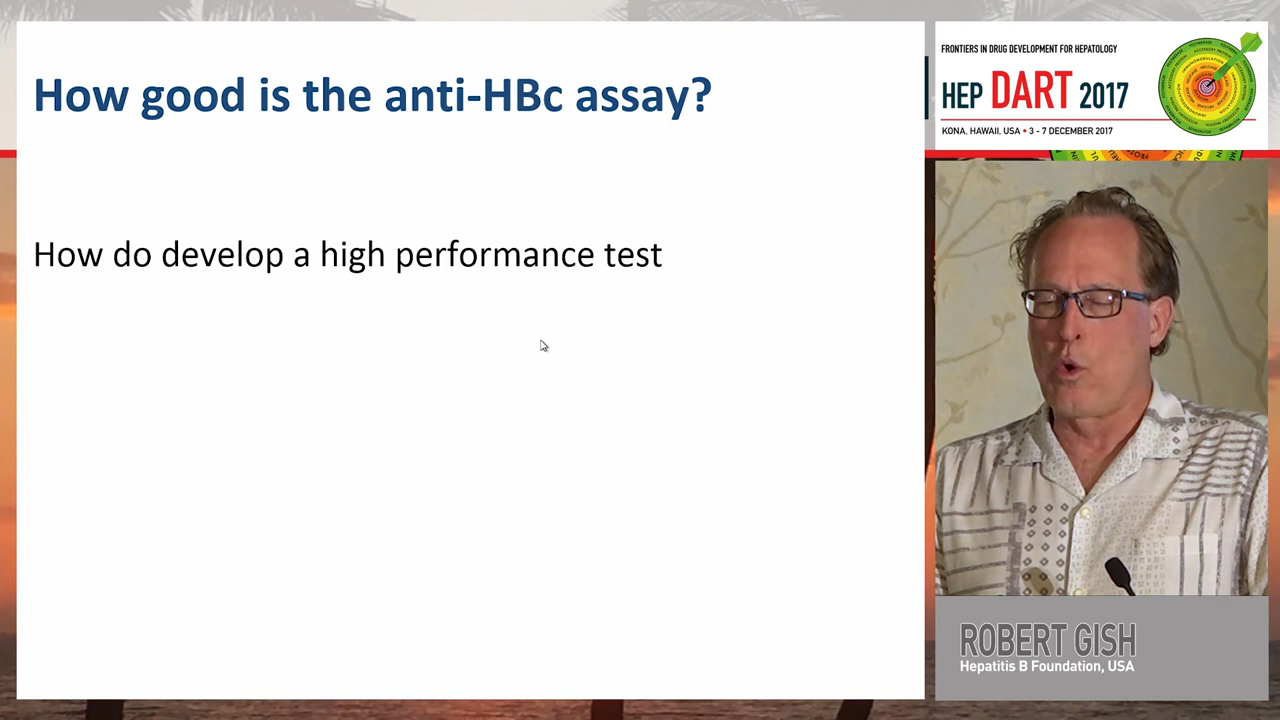 How good is the anti-HBc assay?
How do develop a high performance test
FRONTIERS IN DRUG DEVELOPMENT FOR HEPATOLOGY
HEP DART 2017
KONA, HAWAII, USA • 3 - 7 DECEMBER 2017
ROBERT GISH
Hepatitis B Foundation, USA